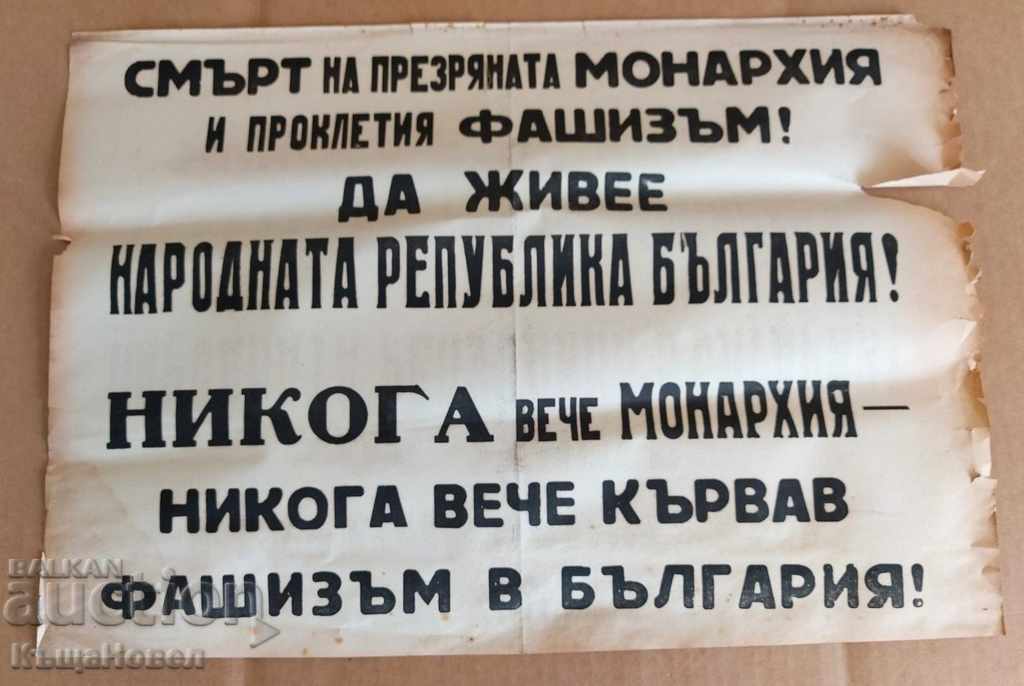 СМЪРТ НА ПРЕЗРЯНАТА МОНАРХИЯ
И ПРОКЛЕТИЯ ФАШИЗЪМ!
ДА ЖИВЕЕ
НАРОДНАТА РЕПУБЛИКА БЪЛГАРИЯ!
НИКОГА ВЕЧЕ МОНАРХИЯ —
НИКОГА ВЕЧЕ КЪРВАВ
ФАШИЗЪМ В БЪЛГАРИЯ!
BALKAN
auction
КъщаНовел